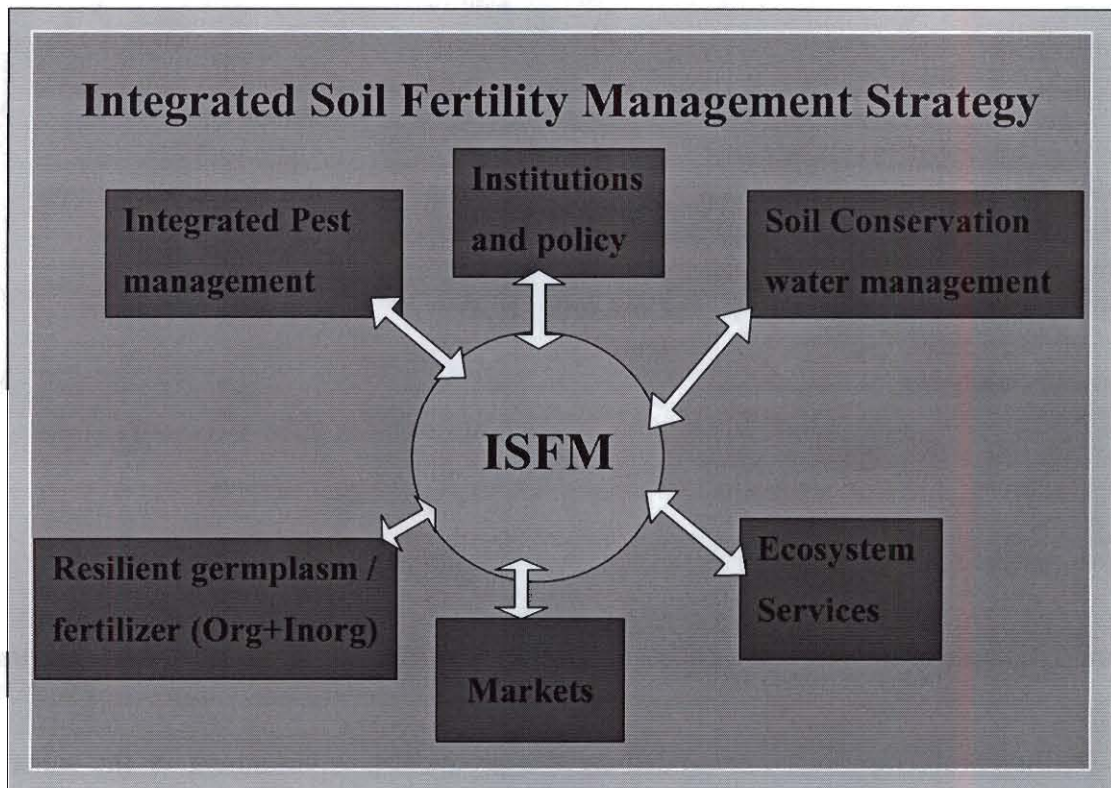 Integrated Soil Fertility Management Strategy
Institutions
and policy
Integrated Pest
management
Soil Conservation
water management
ISFM
Resilient germplasm /
fertilizer (Org+Inorg)
Ecosystem
Services
Markets